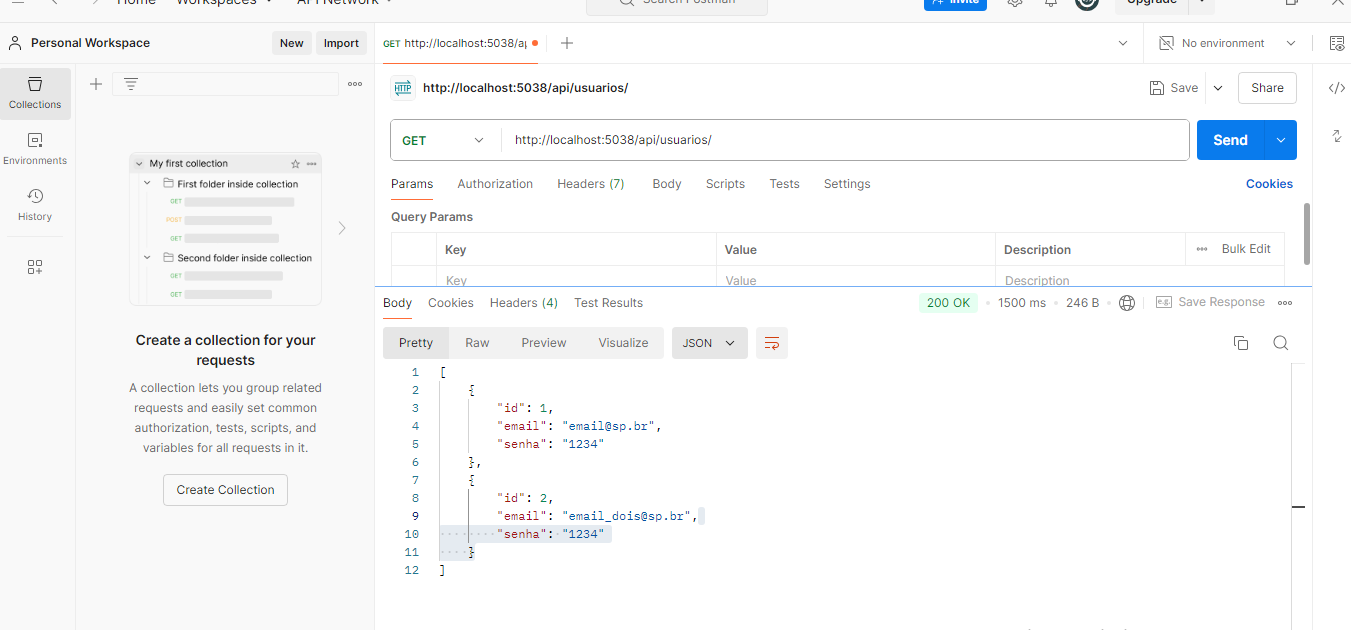 Home Workspaces API Network Search Postman Invite Upgrade
Personal Workspace New Import GET http://localhost:5038/ap No environment
Collections
Environments
History
My first collection
First folder inside collection
GET
POST
GET
Second folder inside collection
GET
GET
Create a collection for your
requests
A collection lets you group related
requests and easily set common
authorization, tests, scripts, and
variables for all requests in it.
Create Collection
HTTP http://localhost:5038/api/usuarios/ Save Share
GET http://localhost:5038/api/usuarios/ Send
Params Authorization Headers (7) Body Scripts Tests Settings Cookies
Query Params
Key Value Description Bulk Edit
Key Value Description
Body Cookies Headers (4) Test Results 200 OK 1500 ms 246 B e.g. Save Response
Pretty Raw Preview Visualize JSON
1 [
2 {
3 "id": 1,
4 "email": "email@sp.br",
5 "senha": "1234"
6 },
7 {
8 "id": 2,
9 "email": "email_dois@sp.br",
10 "senha": "1234"
11 }
12 ]